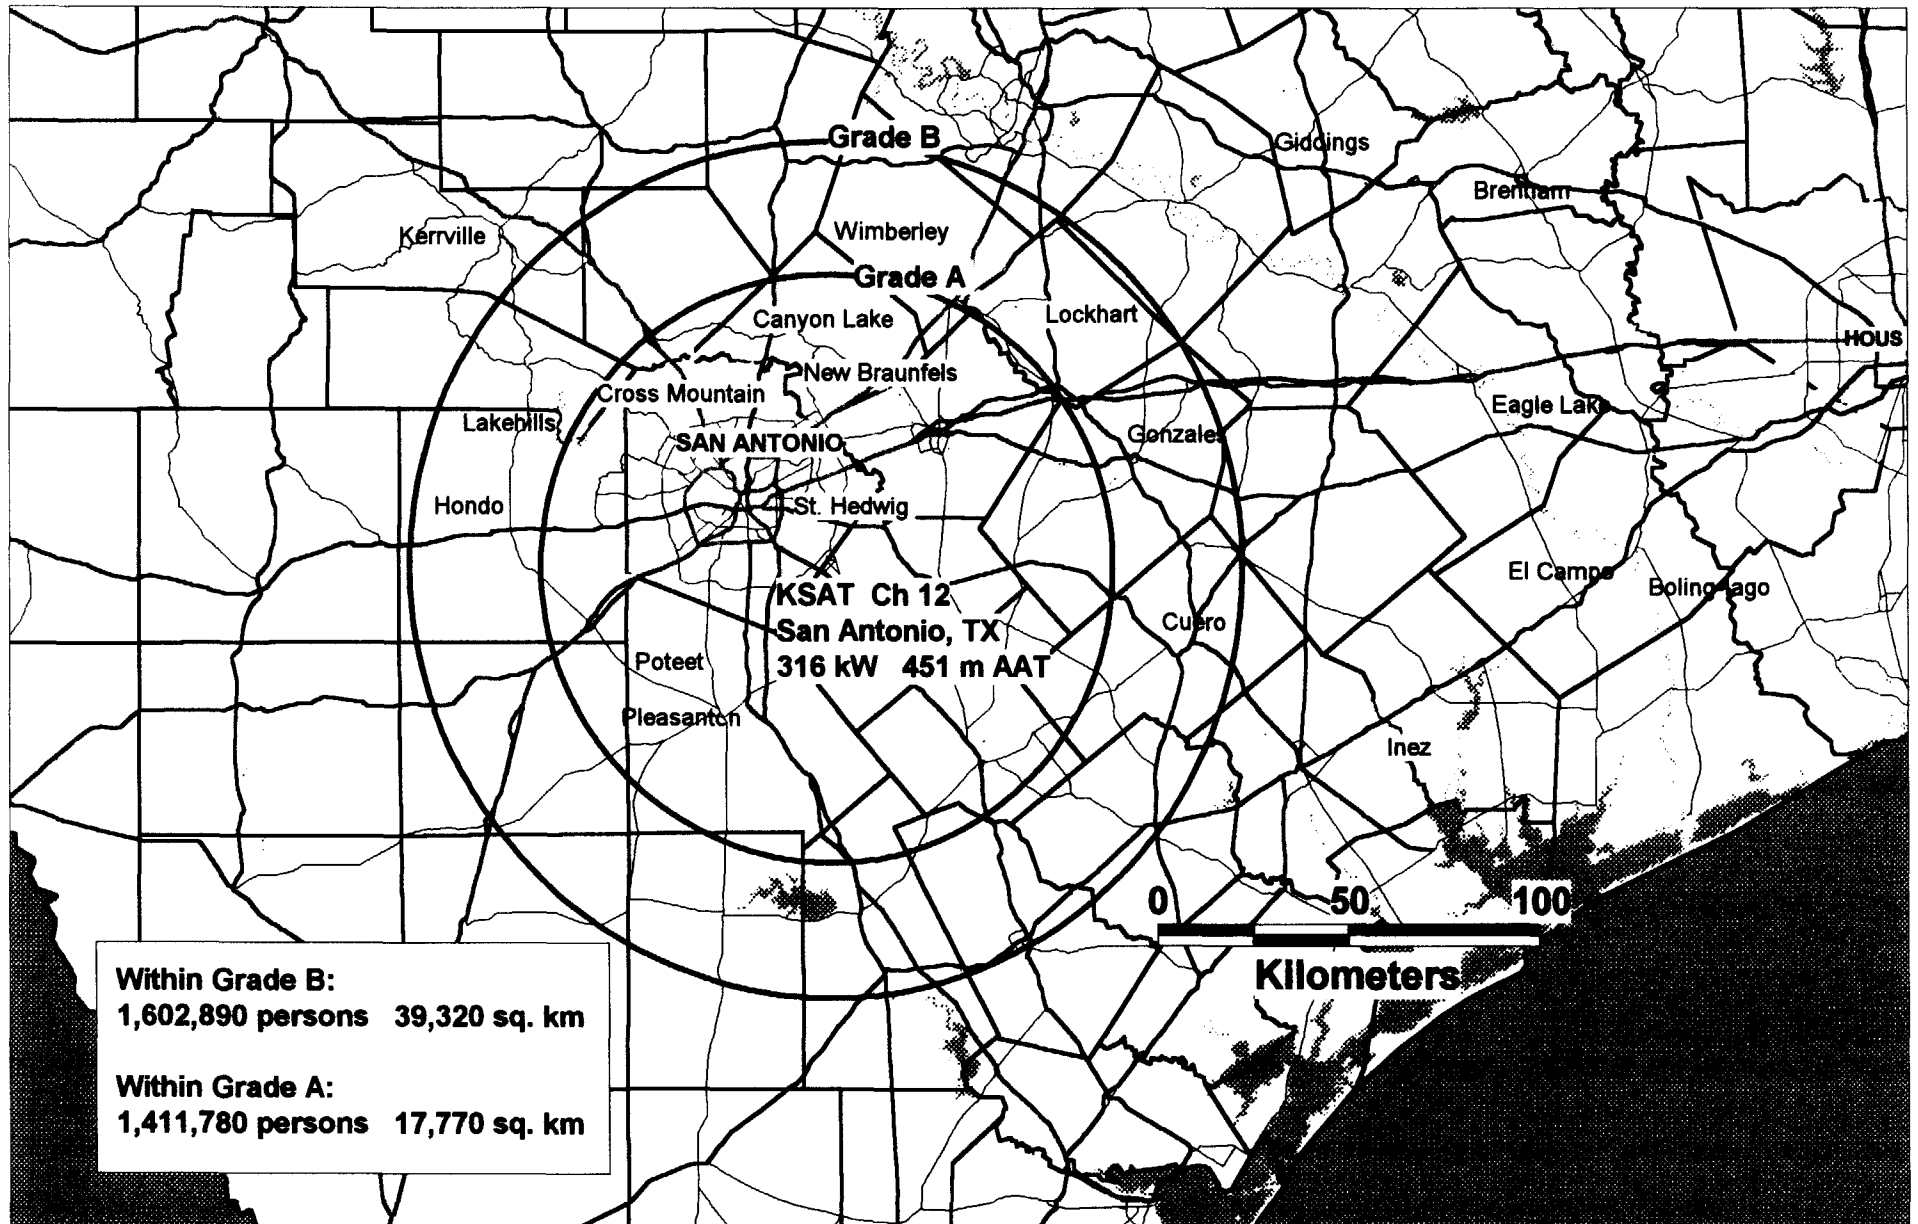 Grade B
Giddings
Brenham
Kerrville
Wimberley
Grade A
Canyon Lake
Lockhart
HOUS
New Braunfels
Cross Mountain
Eagle Lake
Lakehills
SAN ANTONIO
Gonzales
Hondo
St. Hedwig
El Campo
KSAT Ch 12
San Antonio, TX
316 kW 451 m AAT
Cuero
Poteet
Pleasanton
Inez
0 50 100
Kilometers
Within Grade B:
1,602,890 persons 39,320 sq. km
Within Grade A:
1,411,780 persons 17,770 sq. km